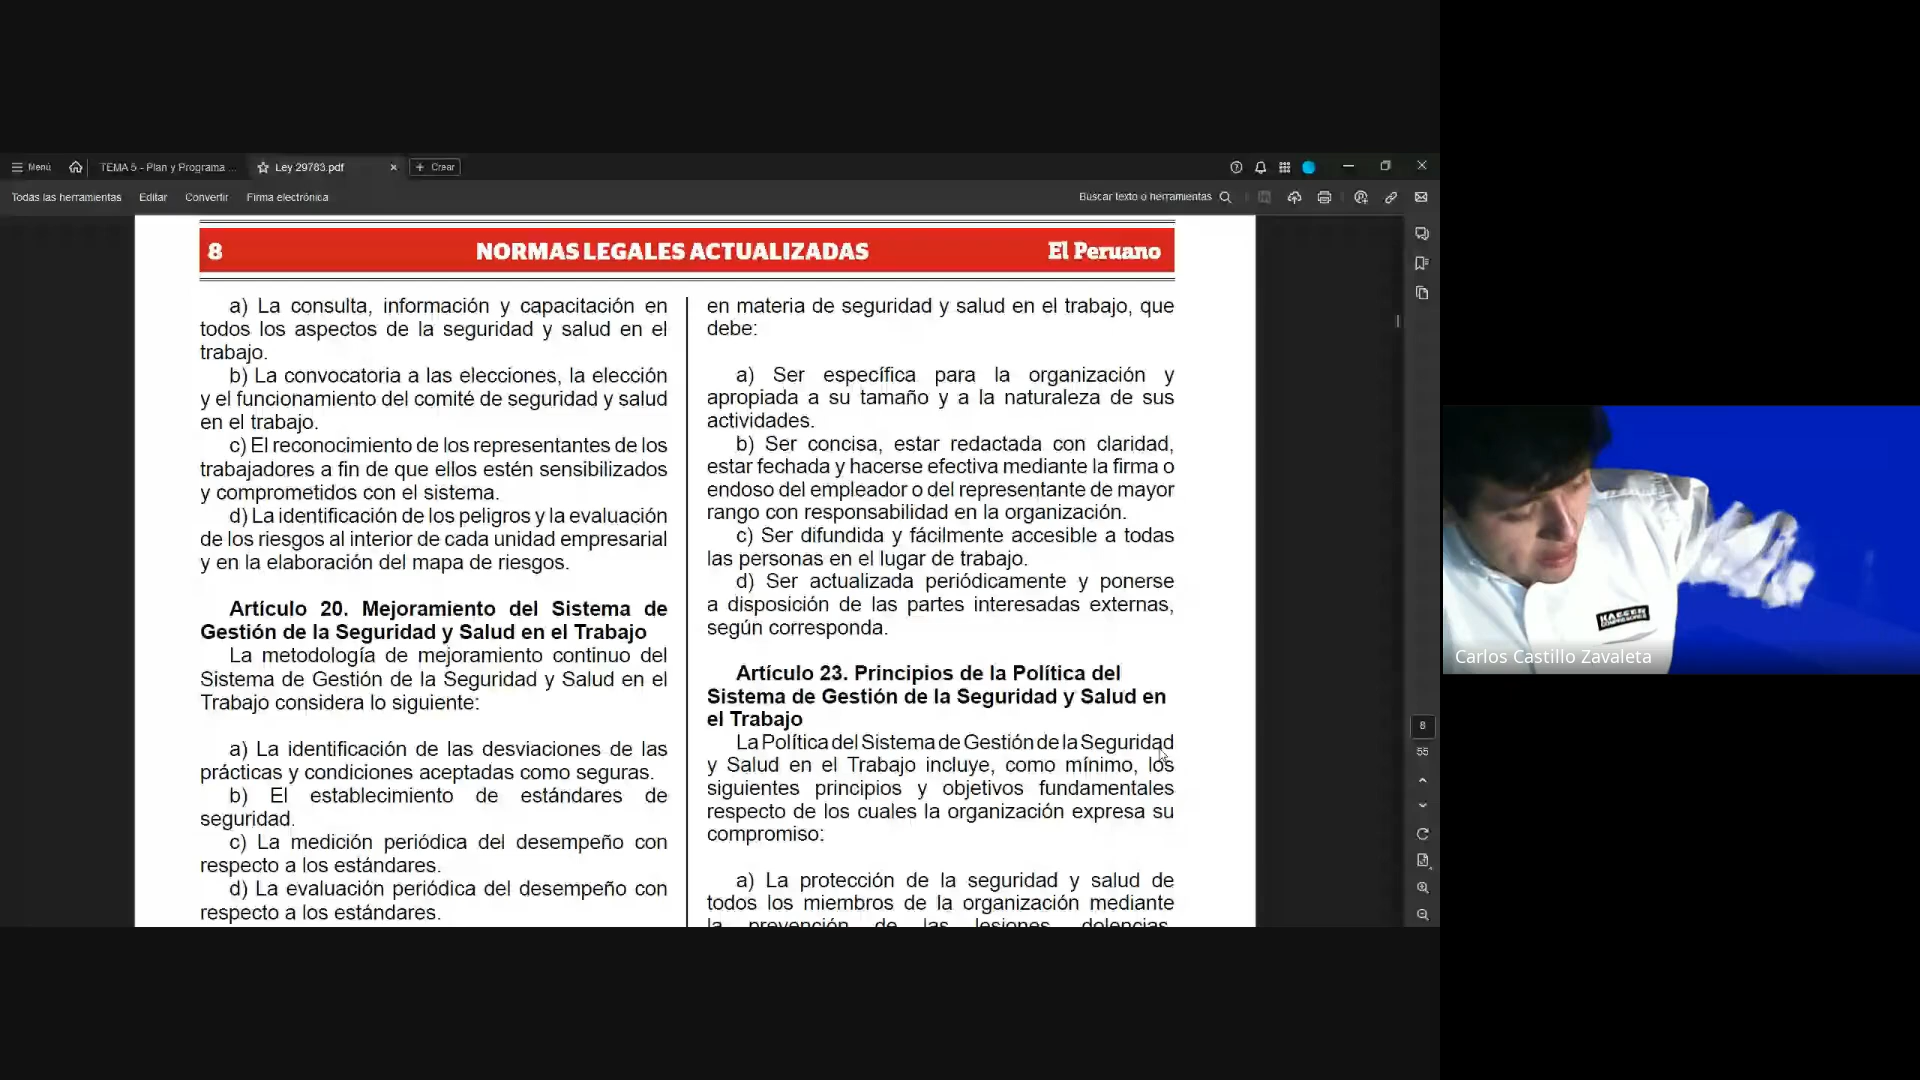 Menú
TEMA 5 - Plan y Programa ...
Ley 29783.pdf
Crear
Todas las herramientas
Editar
Convertir
Firma electrónica
Buscar texto o herramientas
8
NORMAS LEGALES ACTUALIZADAS
El Peruano
a) La consulta, información y capacitación en
todos los aspectos de la seguridad y salud en el
trabajo.
b) La convocatoria a las elecciones, la elección
y el funcionamiento del comité de seguridad y salud
en el trabajo.
c) El reconocimiento de los representantes de los
trabajadores a fin de que ellos estén sensibilizados
y comprometidos con el sistema.
d) La identificación de los peligros y la evaluación
de los riesgos al interior de cada unidad empresarial
y en la elaboración del mapa de riesgos.
Artículo 20. Mejoramiento del Sistema de
Gestión de la Seguridad y Salud en el Trabajo
La metodología de mejoramiento continuo del
Sistema de Gestión de la Seguridad y Salud en el
Trabajo considera lo siguiente:
a) La identificación de las desviaciones de las
prácticas y condiciones aceptadas como seguras.
b) El establecimiento de estándares de
seguridad.
c) La medición periódica del desempeño con
respecto a los estándares.
d) La evaluación periódica del desempeño con
respecto a los estándares.
en materia de seguridad y salud en el trabajo, que
debe:
a) Ser específica para la organización y
apropiada a su tamaño y a la naturaleza de sus
actividades.
b) Ser concisa, estar redactada con claridad,
estar fechada y hacerse efectiva mediante la firma o
endoso del empleador o del representante de mayor
rango con responsabilidad en la organización.
c) Ser difundida y fácilmente accesible a todas
las personas en el lugar de trabajo.
d) Ser actualizada periódicamente y ponerse
a disposición de las partes interesadas externas,
según corresponda.
Artículo 23. Principios de la Política del
Sistema de Gestión de la Seguridad y Salud en
el Trabajo
La Política del Sistema de Gestión de la Seguridad
y Salud en el Trabajo incluye, como mínimo, los
siguientes principios y objetivos fundamentales
respecto de los cuales la organización expresa su
compromiso:
a) La protección de la seguridad y salud de
todos los miembros de la organización mediante
la prevención de las lesiones, dolencias,
8
55
KAESER
COMPRESORES
Carlos Castillo Zavaleta